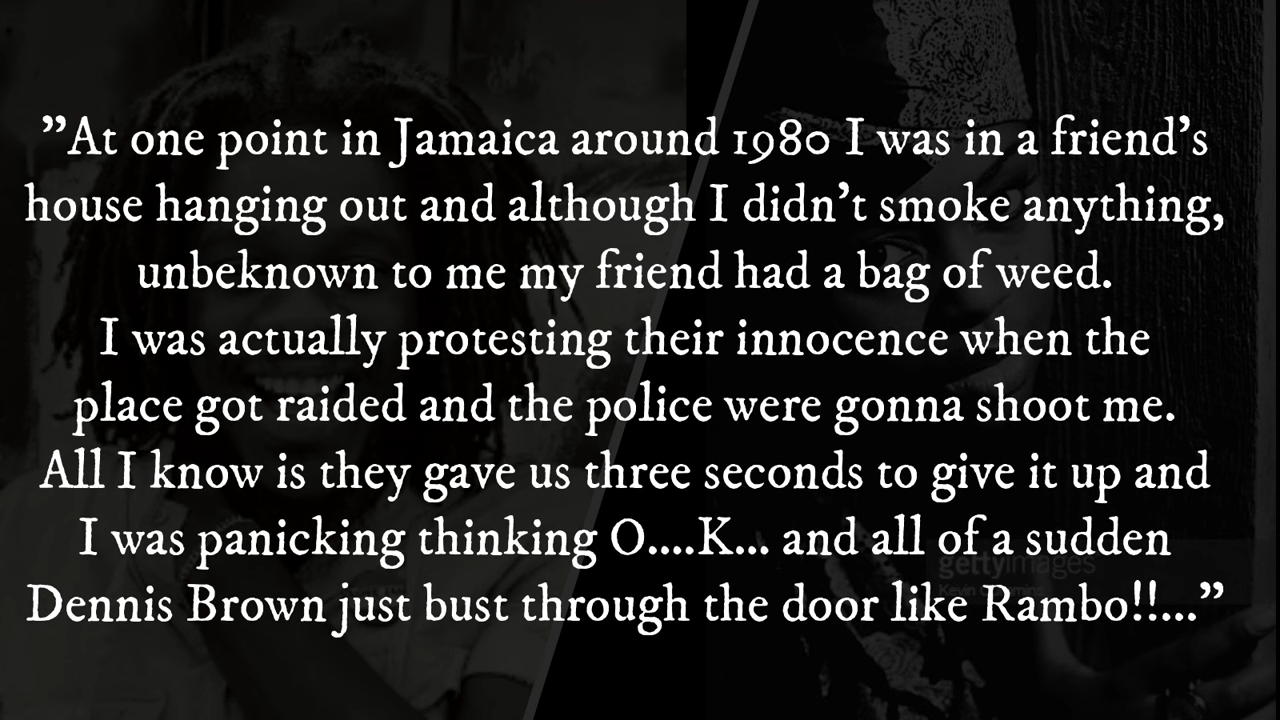 ”At one point in Jamaica around 1980 I was in a friend’s
house hanging out and although I didn’t smoke anything,
unbeknown to me my friend had a bag of weed.
I was actually protesting their innocence when the
place got raided and the police were gonna shoot me.
All I know is they gave us three seconds to give it up and
I was panicking thinking O....K... and all of a sudden
gettyimages
Dennis Brown just bust through the door like Rambo!!...”